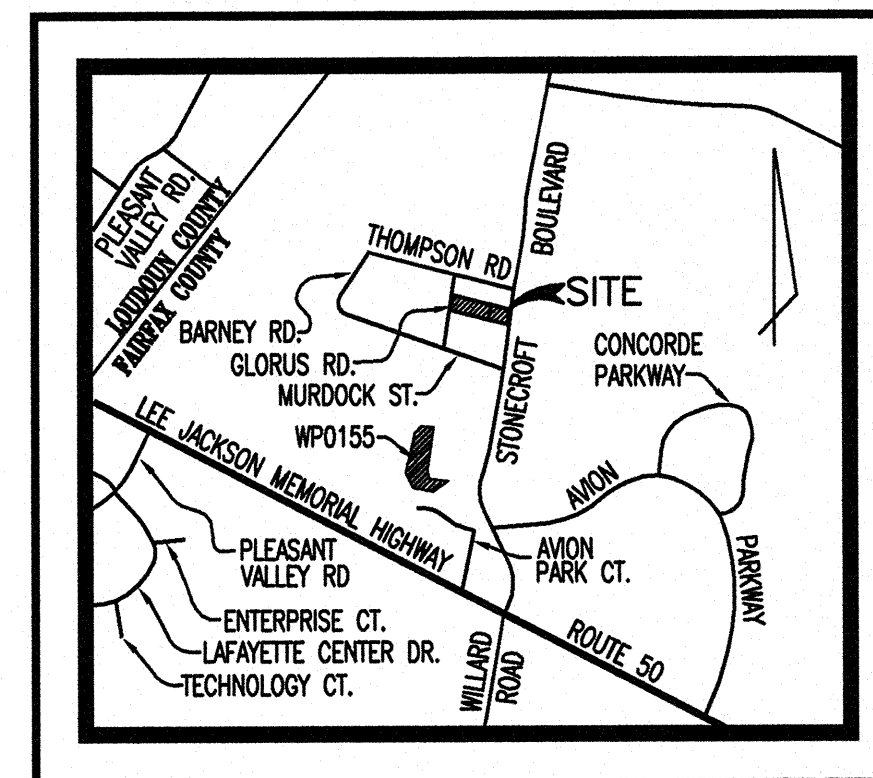 PLEASANT
VALLEY RD.
LOUDOUN COUNTY
FAIRFAX COUNTY
THOMPSON RD
BOULEVARD
SITE
BARNEY RD.
GLORUS RD.
MURDOCK ST.
CONCORDE
PARKWAY
STONECROFT
WP0155
LEE JACKSON MEMORIAL HIGHWAY
AVION
PARKWAY
PLEASANT
VALLEY RD
AVION
PARK CT.
ENTERPRISE CT.
LAFAYETTE CENTER DR.
TECHNOLOGY CT.
WILLARD
ROAD
ROUTE 50